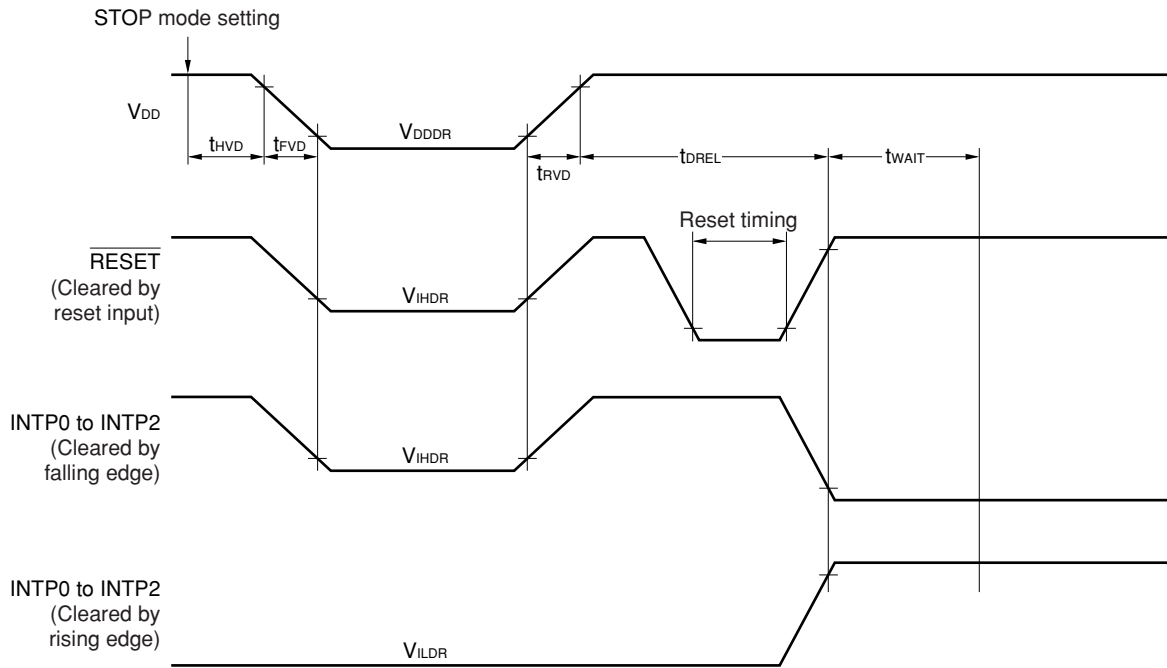 STOP mode setting
VDD
tHVD
tFVD
VDDDR
tRVD
tDREL
tWAIT
RESET
(Cleared by
reset input)
VIHDR
Reset timing
INTP0 to INTP2
(Cleared by
falling edge)
VIHDR
INTP0 to INTP2
(Cleared by
rising edge)
VILDR